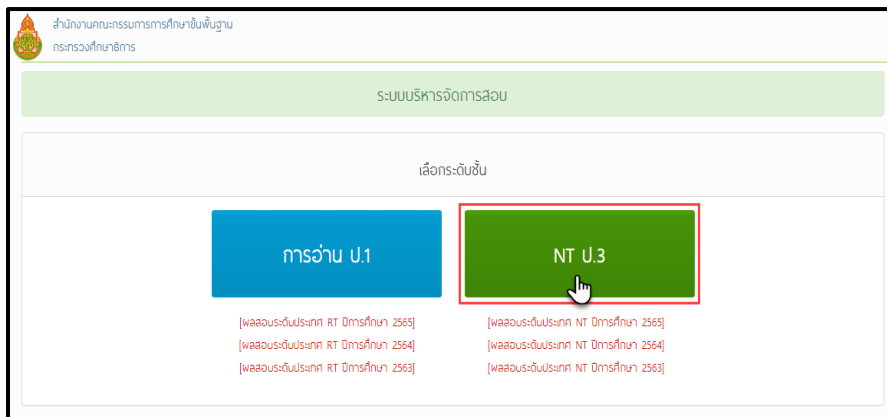 สำนักงานคณะกรรมการการศึกษาขั้นพื้นฐาน
กระทรวงศึกษาธิการ
ระบบบริหารจัดการสอบ
เลือกระดับชั้น
การอ่าน ป.1
NT ป.3
[ผลสอบระดับประเทศ RT ปีการศึกษา 2565]
[ผลสอบระดับประเทศ NT ปีการศึกษา 2565]
[ผลสอบระดับประเทศ RT ปีการศึกษา 2564]
[ผลสอบระดับประเทศ NT ปีการศึกษา 2564]
[ผลสอบระดับประเทศ RT ปีการศึกษา 2563]
[ผลสอบระดับประเทศ NT ปีการศึกษา 2563]